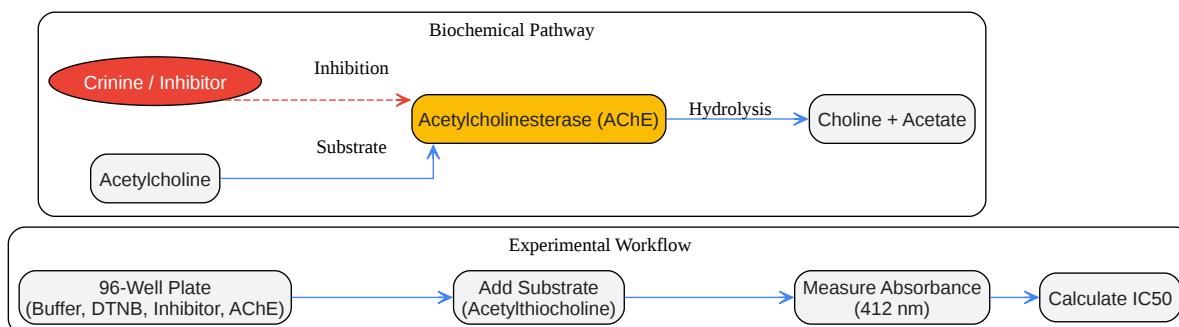 Biochemical Pathway
Crinine / Inhibitor
Inhibition
Acetylcholinesterase (AChE)
Hydrolysis
Choline + Acetate
Substrate
Acetylcholine
Experimental Workflow
96-Well Plate
(Buffer, DTNB, Inhibitor, AChE)
Add Substrate
(Acetylthiocholine)
Measure Absorbance
(412 nm)
Calculate IC50